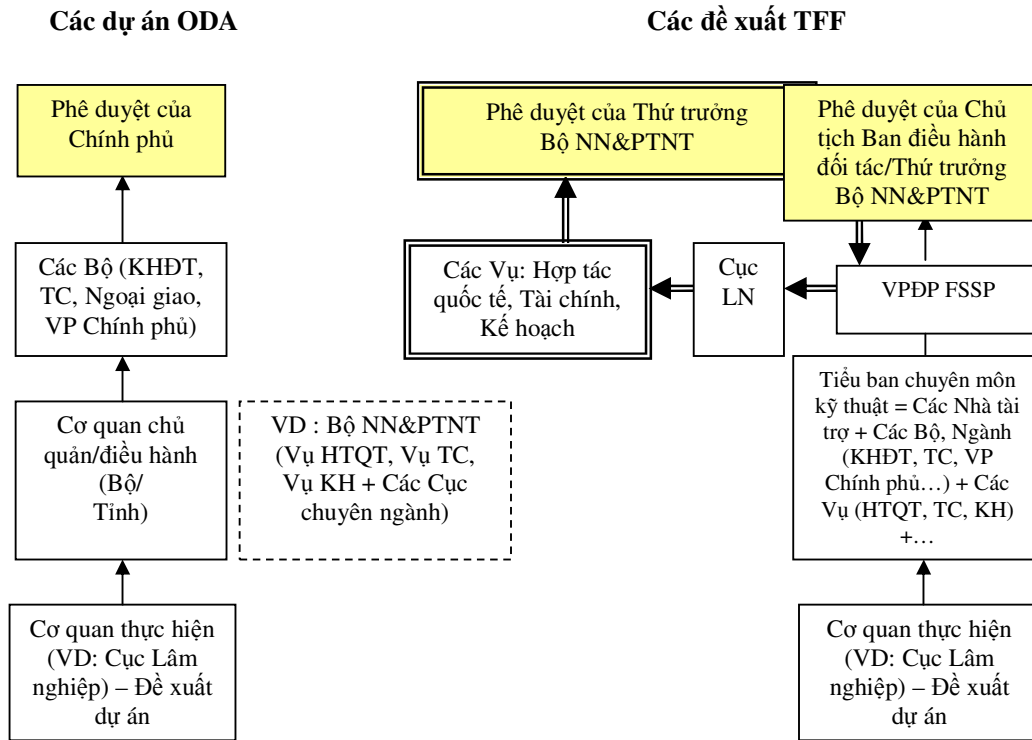 Các dự án ODA
Các đề xuất TFF
Phê duyệt của
Chính phủ
Các Bộ (KHĐT,
TC, Ngoại giao,
VP Chính phủ)
Cơ quan chủ
quản/điều hành
(Bộ/
Tỉnh)
VD : Bộ NN&PTNT
(Vụ HTQT, Vụ TC,
Vụ KH + Các Cục
chuyên ngành)
Cơ quan thực hiện
(VD: Cục Lâm
nghiệp) – Đề xuất
dự án
Phê duyệt của Thứ trưởng
Bộ NN&PTNT
Phê duyệt của Chủ
tịch Ban điều hành
đối tác/Thứ trưởng
Bộ NN&PTNT
Các Vụ: Hợp tác
quốc tế, Tài chính,
Kế hoạch
Cục
LN
VPĐP FSSP
Tiểu ban chuyên môn
kỹ thuật = Các Nhà tài
trợ + Các Bộ, Ngành
(KHĐT, TC, VP
Chính phủ…) + Các
Vụ (HTQT, TC, KH)
+…
Cơ quan thực hiện
(VD: Cục Lâm
nghiệp) – Đề xuất
dự án